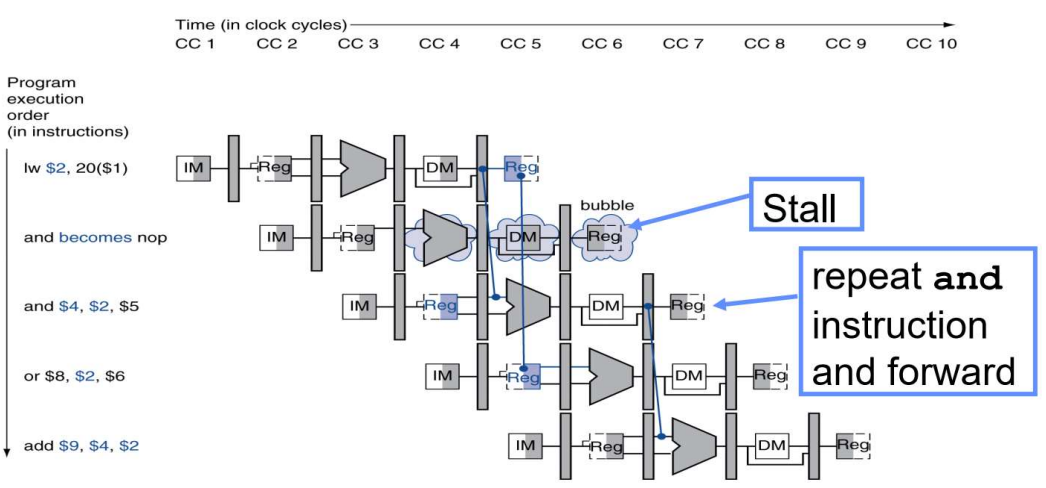 Time (in clock cycles)
CC 1 CC 2 CC 3 CC 4 CC 5 CC 6 CC 7 CC 8 CC 9 CC 10
Program
execution
order
(in instructions)
lw $2, 20($1)
IM Reg DM Reg
bubble
Stall
and becomes nop
IM Reg DM Reg
repeat and
instruction
and forward
and $4, $2, $5
IM Reg DM Reg
or $8, $2, $6
IM Reg DM Reg
add $9, $4, $2
IM Reg DM Reg